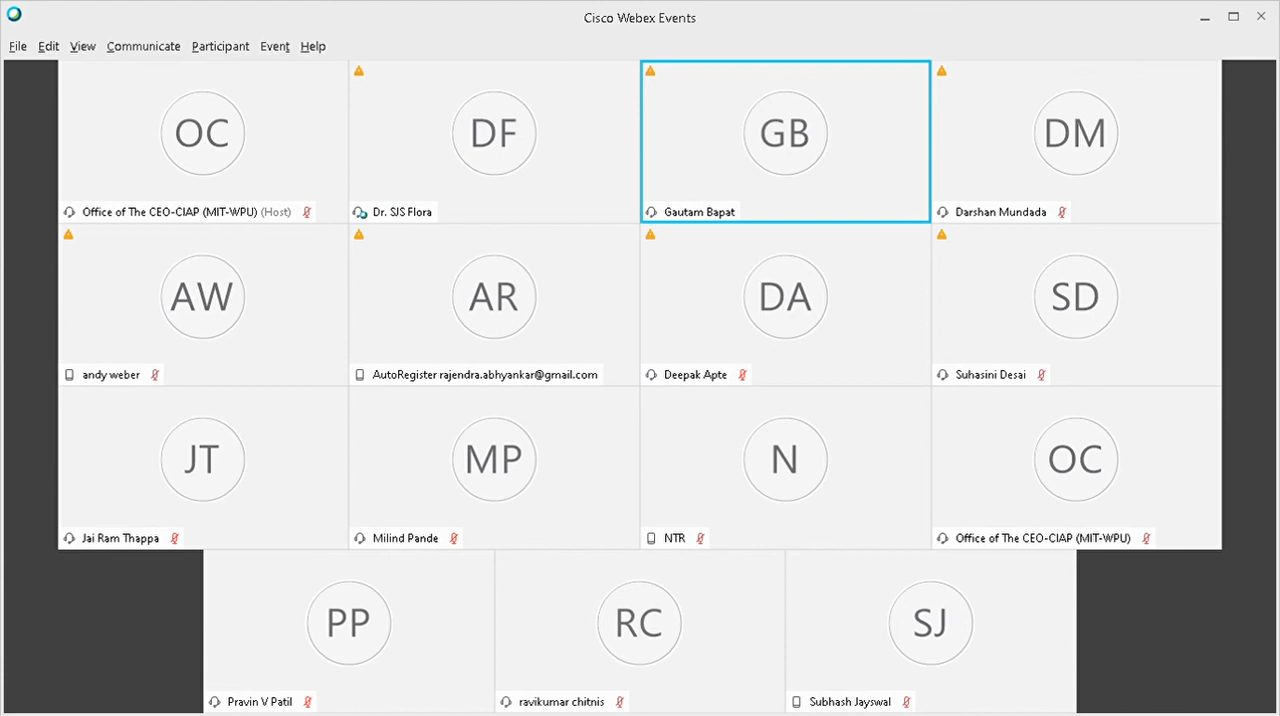 Cisco Webex Events
File Edit View Communicate Participant Event Help
OC
DF
GB
DM
Office of The CEO-CIAP (MIT-WPU) (Host)
Dr. SJS Flora
Gautam Bapat
Darshan Mundada
AW
AR
DA
SD
andy weber
AutoRegister rajendra.abhyankar@gmail.com
Deepak Apte
Suhasini Desai
JT
MP
N
OC
Jai Ram Thappa
Milind Pande
NTR
Office of The CEO-CIAP (MIT-WPU)
PP
RC
SJ
Pravin V Patil
ravikumar chitnis
Subhash Jayswal